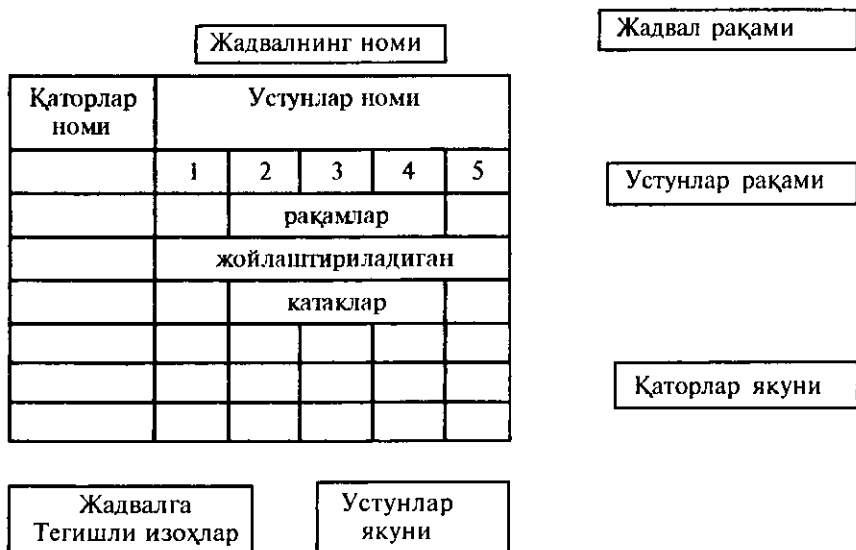 Жадвал рақами
Жадвалнинг номи
Қаторлар
номи
Устунлар номи
1 2 3 4 5
Устунлар рақами
рақамлар
жойлаштириладиган
катаклар
Қаторлар якуни
Жадвалга
Тегишли изоҳлар
Устунлар
якуни